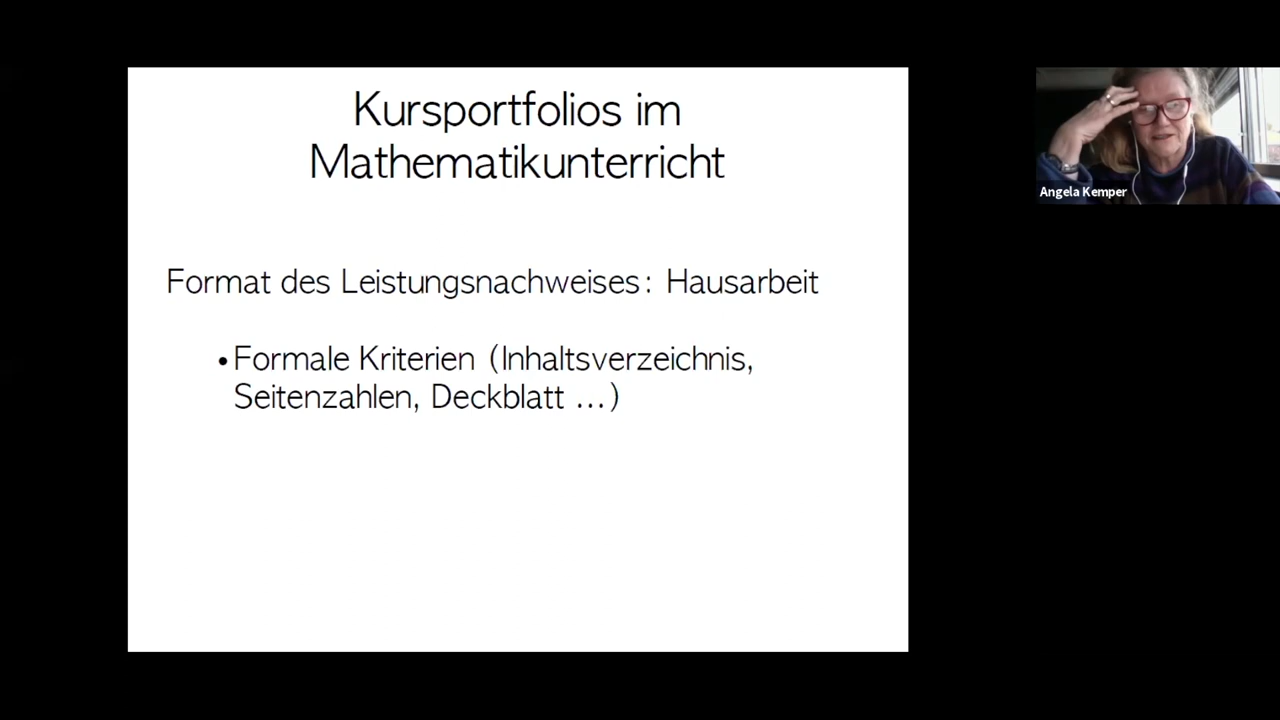 Kursportfolios im
Mathematikunterricht
Format des Leistungsnachweises: Hausarbeit
• Formale Kriterien (Inhaltsverzeichnis,
Seitenzahlen, Deckblatt ...)
Angela Kemper